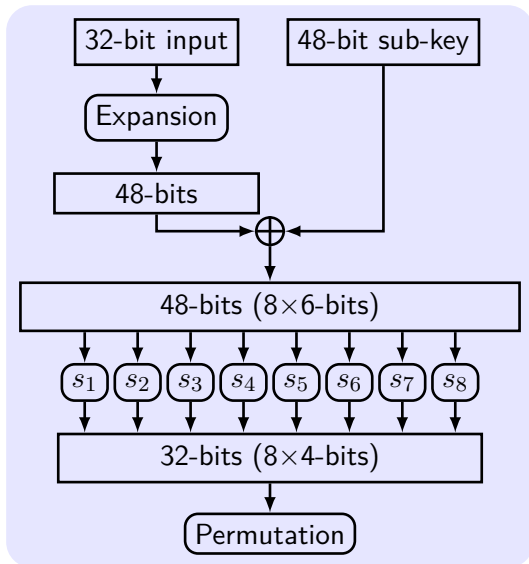 32-bit input 48-bit sub-key
Expansion
48-bits
48-bits (8×6-bits)
s₁ s₂ s₃ s₄ s₅ s₆ s₇ s₈
32-bits (8×4-bits)
Permutation